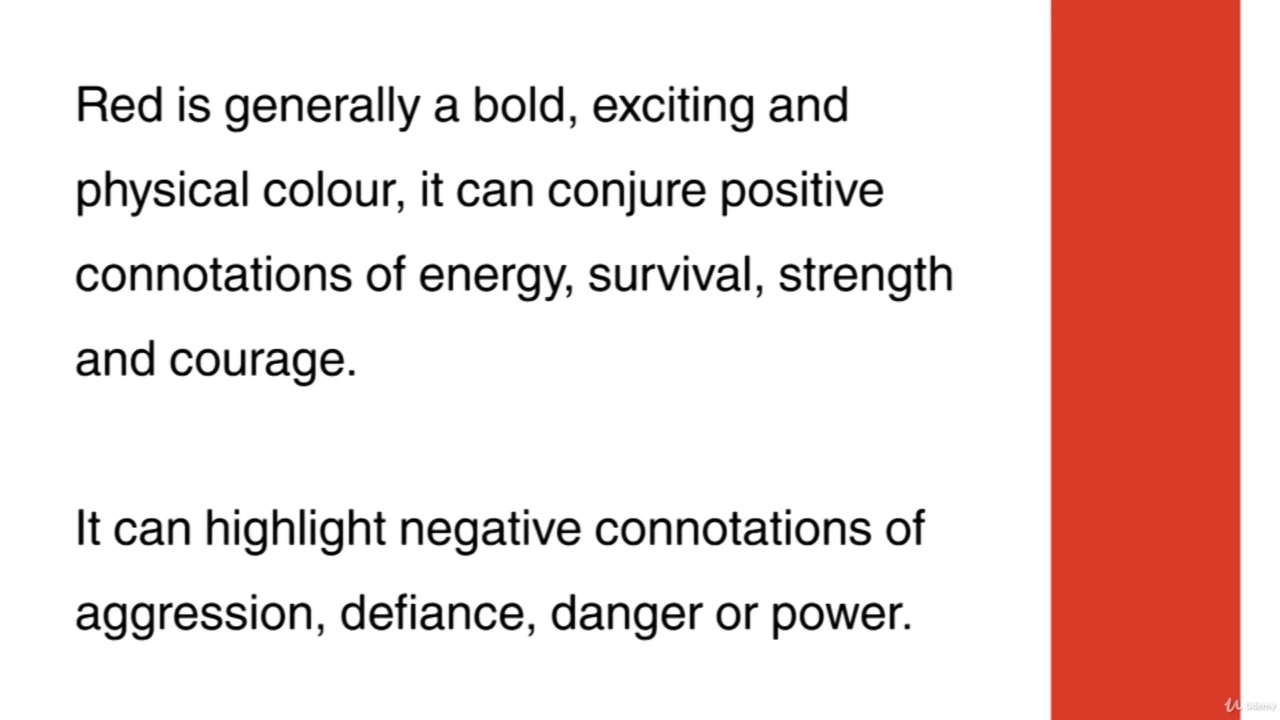 Red is generally a bold, exciting and
physical colour, it can conjure positive
connotations of energy, survival, strength
and courage.
It can highlight negative connotations of
aggression, defiance, danger or power.
Udemy